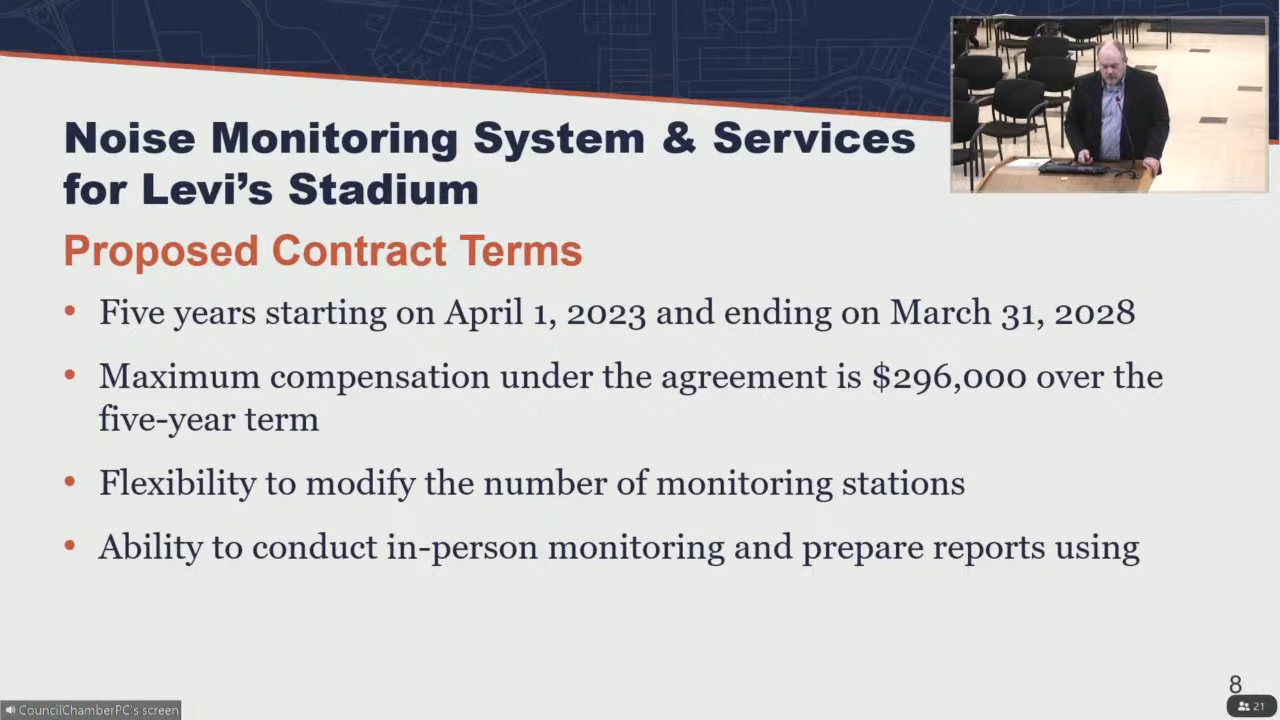 Noise Monitoring System & Services
for Levi's Stadium
Proposed Contract Terms
• Five years starting on April 1, 2023 and ending on March 31, 2028
• Maximum compensation under the agreement is $296,000 over the
five-year term
• Flexibility to modify the number of monitoring stations
• Ability to conduct in-person monitoring and prepare reports using
8
21
CouncilChamberPC's screen